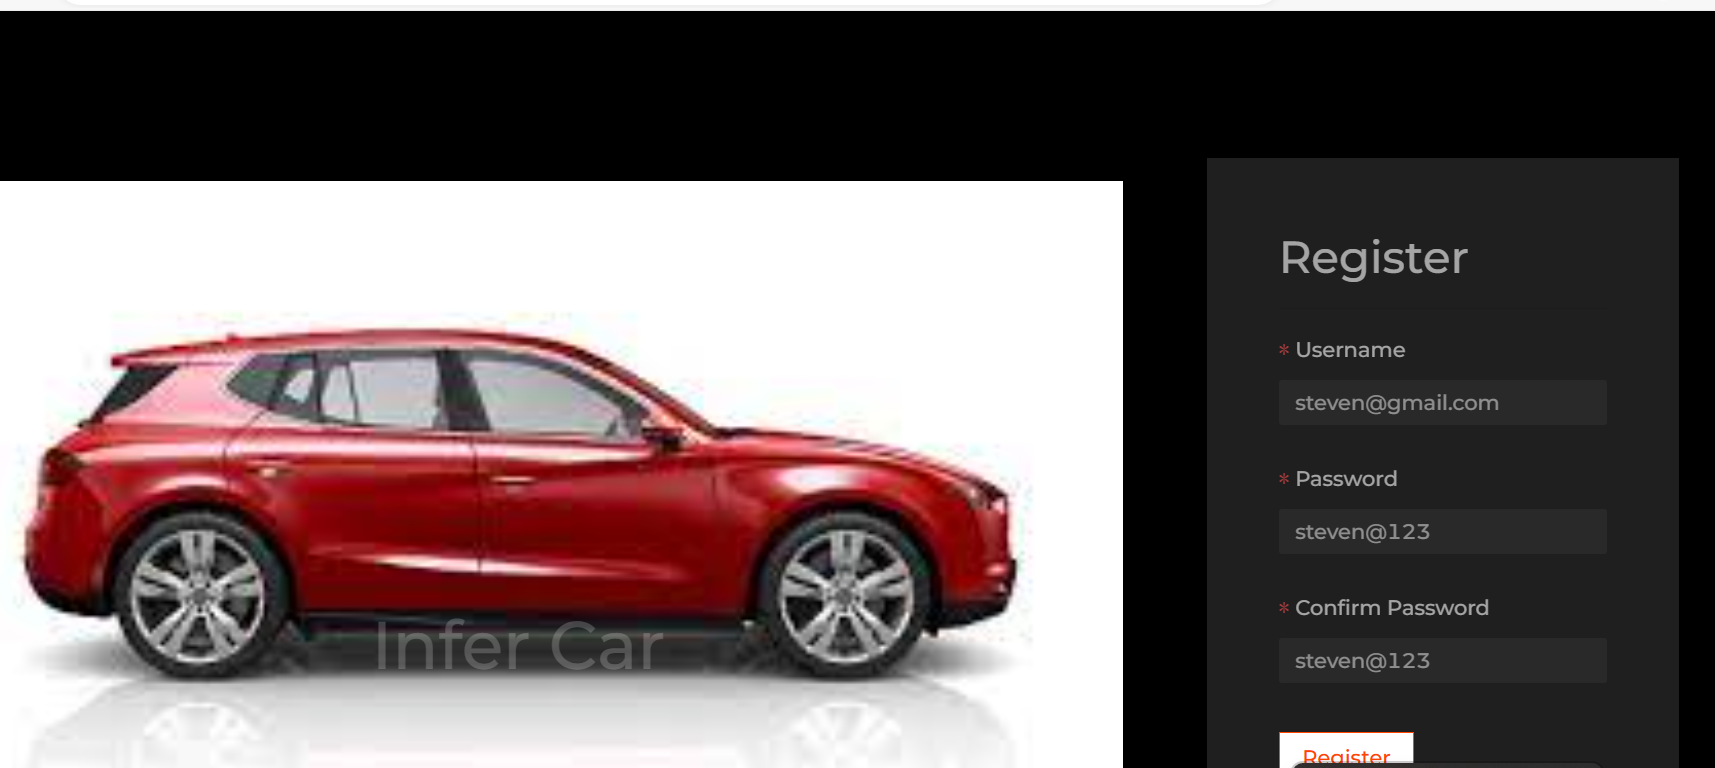 Infer Car
Register
* Username
steven@gmail.com
* Password
steven@123
* Confirm Password
steven@123
Register